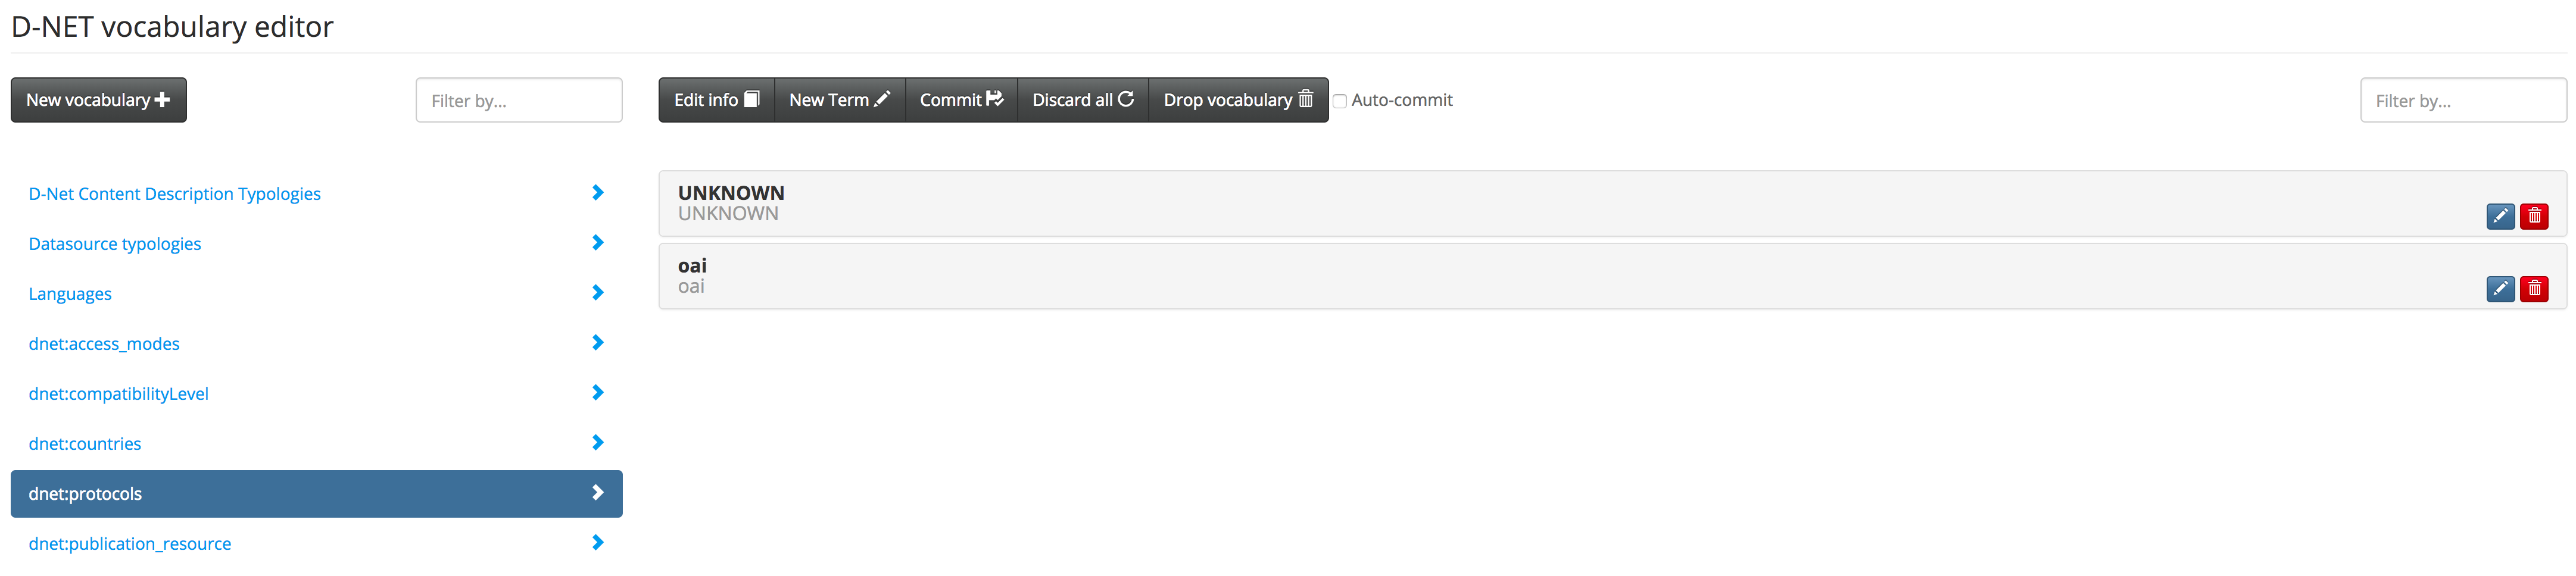 D-NET vocabulary editor
New vocabulary
Filter by...
Edit info
New Term
Commit
Discard all
Drop vocabulary
Auto-commit
Filter by...
D-Net Content Description Typologies
Datasource typologies
Languages
dnet:access_modes
dnet:compatibilityLevel
dnet:countries
dnet:protocols
dnet:publication_resource
UNKNOWN
UNKNOWN
oai
oai